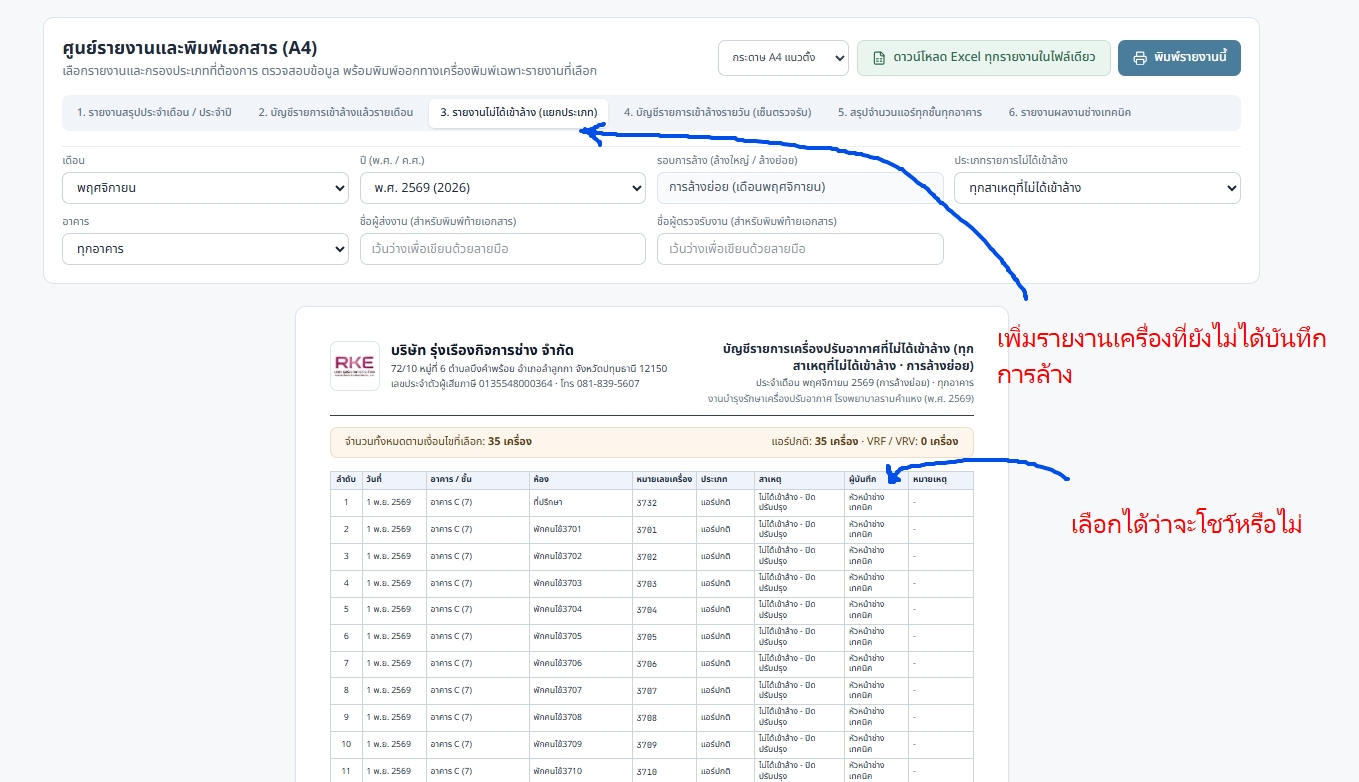 ศูนย์รายงานและพิมพ์เอกสาร (A4)
เลือกรายงานและกรองประเภทที่ต้องการ ตรวจสอบข้อมูล พร้อมพิมพ์ออกทางเครื่องพิมพ์เฉพาะรายงานที่เลือก
กระดาษ A4 แนวตั้ง
ดาวน์โหลด Excel ทุกรายงานในไฟล์เดียว
พิมพ์รายงานนี้
1. รายงานสรุปประจำเดือน / ประจำปี
2. บัญชีรายการเข้าล้างแล้วรายเดือน
3. รายงานไม่ได้เข้าล้าง (แยกประเภท)
4. บัญชีรายการเข้าล้างรายวัน (เซ็นตรวจรับ)
5. สรุปจำนวนแอร์ทุกชั้นทุกอาคาร
6. รายงานผลงานช่างเทคนิค
เดือน
ปี (พ.ศ. / ค.ศ.)
รอบการล้าง (ล้างใหญ่ / ล้างย่อย)
ประเภทรายการไม่ได้เข้าล้าง
พฤศจิกายน
พ.ศ. 2569 (2026)
การล้างย่อย (เดือนพฤศจิกายน)
ทุกสาเหตุที่ไม่ได้เข้าล้าง
อาคาร
ชื่อผู้ส่งงาน (สำหรับพิมพ์ท้ายเอกสาร)
ชื่อผู้ตรวจรับงาน (สำหรับพิมพ์ท้ายเอกสาร)
ทุกอาคาร
เว้นว่างเพื่อเขียนด้วยลายมือ
เว้นว่างเพื่อเขียนด้วยลายมือ
เพิ่มรายงานเครื่องที่ยังไม่ได้บันทึก
การล้าง
RKE
บริษัท รุ่งเรืองกิจการช่าง จำกัด
72/10 หมู่ที่ 6 ตำบลบึงคำพร้อย อำเภอลำลูกกา จังหวัดปทุมธานี 12150
เลขประจำตัวผู้เสียภาษี 0135548000364 · โทร 081-839-5607
บัญชีรายการเครื่องปรับอากาศที่ไม่ได้เข้าล้าง (ทุก
สาเหตุที่ไม่ได้เข้าล้าง · การล้างย่อย)
ประจำเดือน พฤศจิกายน 2569 (การล้างย่อย) · ทุกอาคาร
งานบำรุงรักษาเครื่องปรับอากาศ โรงพยาบาลรามคำแหง (พ.ศ. 2569)
จำนวนทั้งหมดตามเงื่อนไขที่เลือก: 35 เครื่อง
แอร์ปกติ: 35 เครื่อง · VRF / VRV: 0 เครื่อง
เลือกได้ว่าจะโชว์หรือไม่
ลำดับ วันที่ อาคาร / ชั้น ห้อง หมายเลขเครื่อง ประเภท สาเหตุ ผู้บันทึก หมายเหตุ
1 1 พ.ย. 2569 อาคาร C (7) ที่ปรึกษา 3732 แอร์ปกติ ไม่ได้เข้าล้าง - ปิดปรับปรุง หัวหน้าช่างเทคนิค -
2 1 พ.ย. 2569 อาคาร C (7) พักคนไข้3701 3701 แอร์ปกติ ไม่ได้เข้าล้าง - ปิดปรับปรุง หัวหน้าช่างเทคนิค -
3 1 พ.ย. 2569 อาคาร C (7) พักคนไข้3702 3702 แอร์ปกติ ไม่ได้เข้าล้าง - ปิดปรับปรุง หัวหน้าช่างเทคนิค -
4 1 พ.ย. 2569 อาคาร C (7) พักคนไข้3703 3703 แอร์ปกติ ไม่ได้เข้าล้าง - ปิดปรับปรุง หัวหน้าช่างเทคนิค -
5 1 พ.ย. 2569 อาคาร C (7) พักคนไข้3704 3704 แอร์ปกติ ไม่ได้เข้าล้าง - ปิดปรับปรุง หัวหน้าช่างเทคนิค -
6 1 พ.ย. 2569 อาคาร C (7) พักคนไข้3705 3705 แอร์ปกติ ไม่ได้เข้าล้าง - ปิดปรับปรุง หัวหน้าช่างเทคนิค -
7 1 พ.ย. 2569 อาคาร C (7) พักคนไข้3706 3706 แอร์ปกติ ไม่ได้เข้าล้าง - ปิดปรับปรุง หัวหน้าช่างเทคนิค -
8 1 พ.ย. 2569 อาคาร C (7) พักคนไข้3707 3707 แอร์ปกติ ไม่ได้เข้าล้าง - ปิดปรับปรุง หัวหน้าช่างเทคนิค -
9 1 พ.ย. 2569 อาคาร C (7) พักคนไข้3708 3708 แอร์ปกติ ไม่ได้เข้าล้าง - ปิดปรับปรุง หัวหน้าช่างเทคนิค -
10 1 พ.ย. 2569 อาคาร C (7) พักคนไข้3709 3709 แอร์ปกติ ไม่ได้เข้าล้าง - ปิดปรับปรุง หัวหน้าช่างเทคนิค -
11 1 พ.ย. 2569 อาคาร C (7) พักคนไข้3710 3710 แอร์ปกติ ไม่ได้เข้าล้าง - ปิดปรับปรุง หัวหน้าช่างเทคนิค -